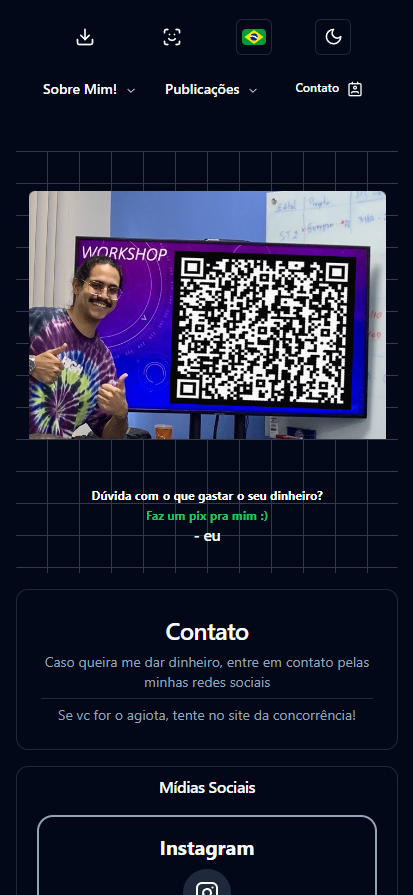 Sobre Mim!
Publicações
Contato
WORKSHOP
Edital
Projeto
Dúvida com o que gastar o seu dinheiro?
Faz um pix pra mim :)
- eu
Contato
Caso queira me dar dinheiro, entre em contato pelas
minhas redes sociais
Se vc for o agiota, tente no site da concorrência!
Mídias Sociais
Instagram